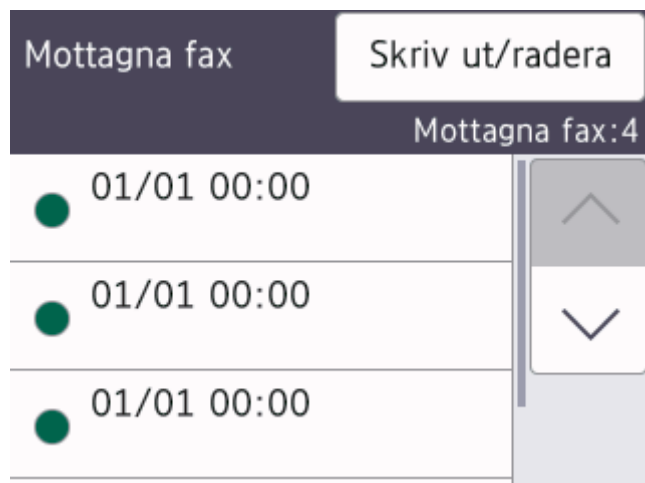 Mottagna fax
Skriv ut/radera
Mottagna fax:4
01/01 00:00
01/01 00:00
01/01 00:00